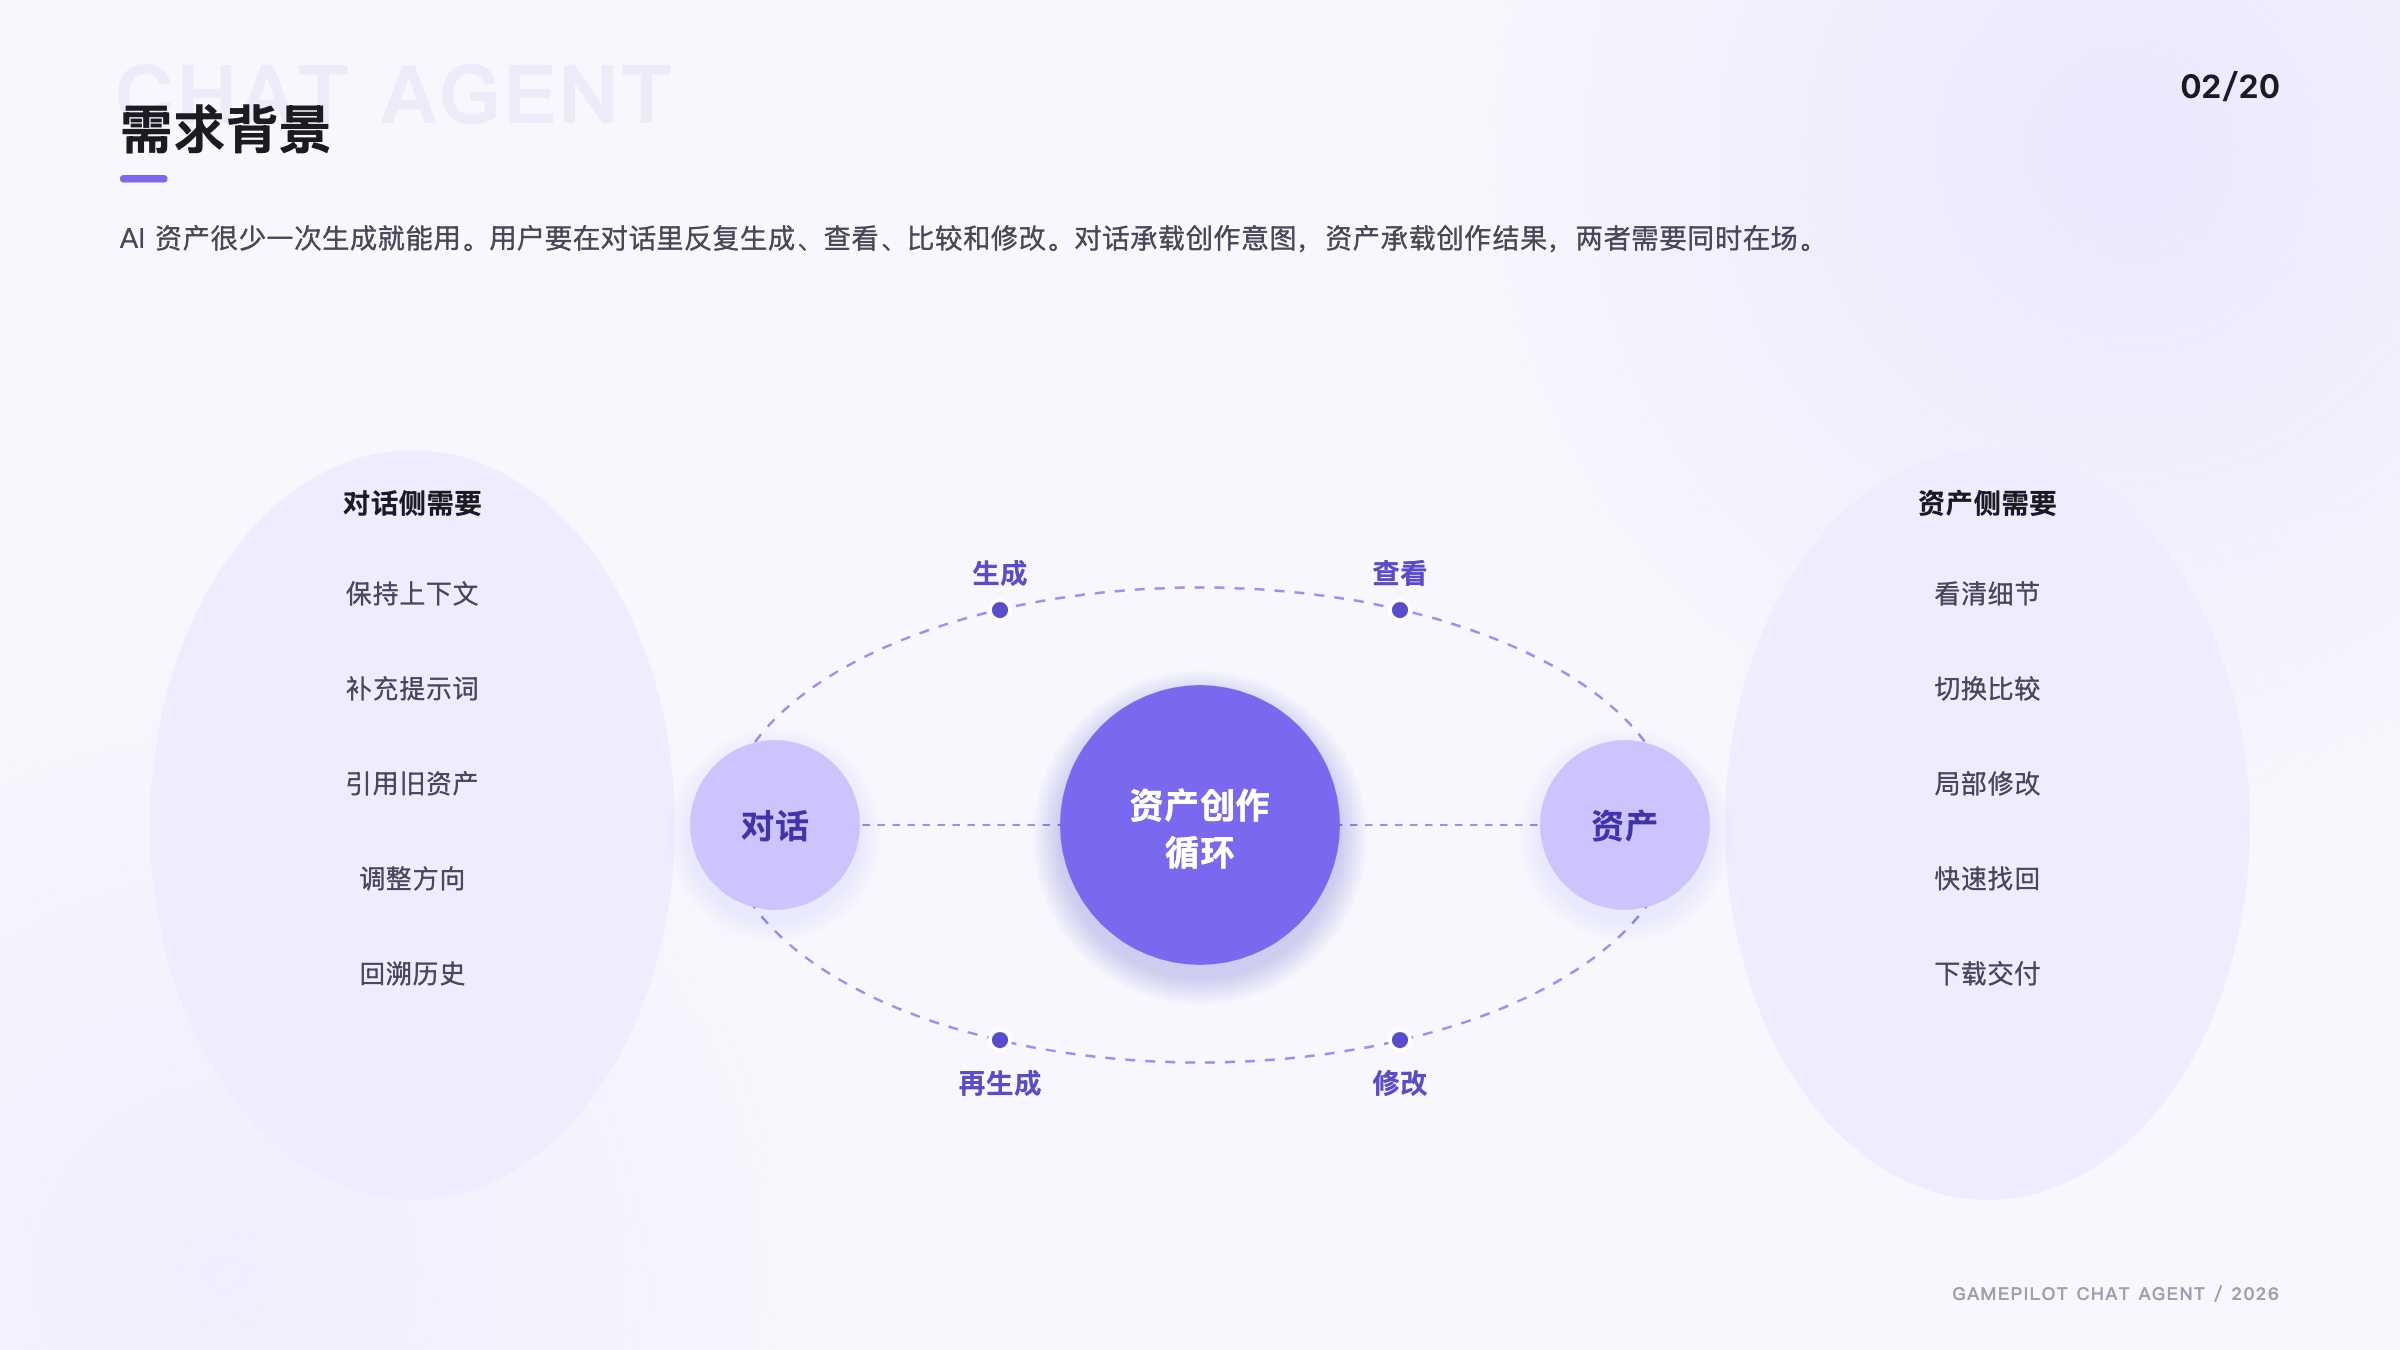 CHAT AGENT
02/20
需求背景
AI 资产很少一次生成就能用。用户要在对话里反复生成、查看、比较和修改。对话承载创作意图，资产承载创作结果，两者需要同时在场。
对话侧需要
保持上下文
补充提示词
引用旧资产
调整方向
回溯历史
生成
查看
对话
资产创作
循环
资产
再生成
修改
资产侧需要
看清细节
切换比较
局部修改
快速找回
下载交付
GAMEPILOT CHAT AGENT / 2026